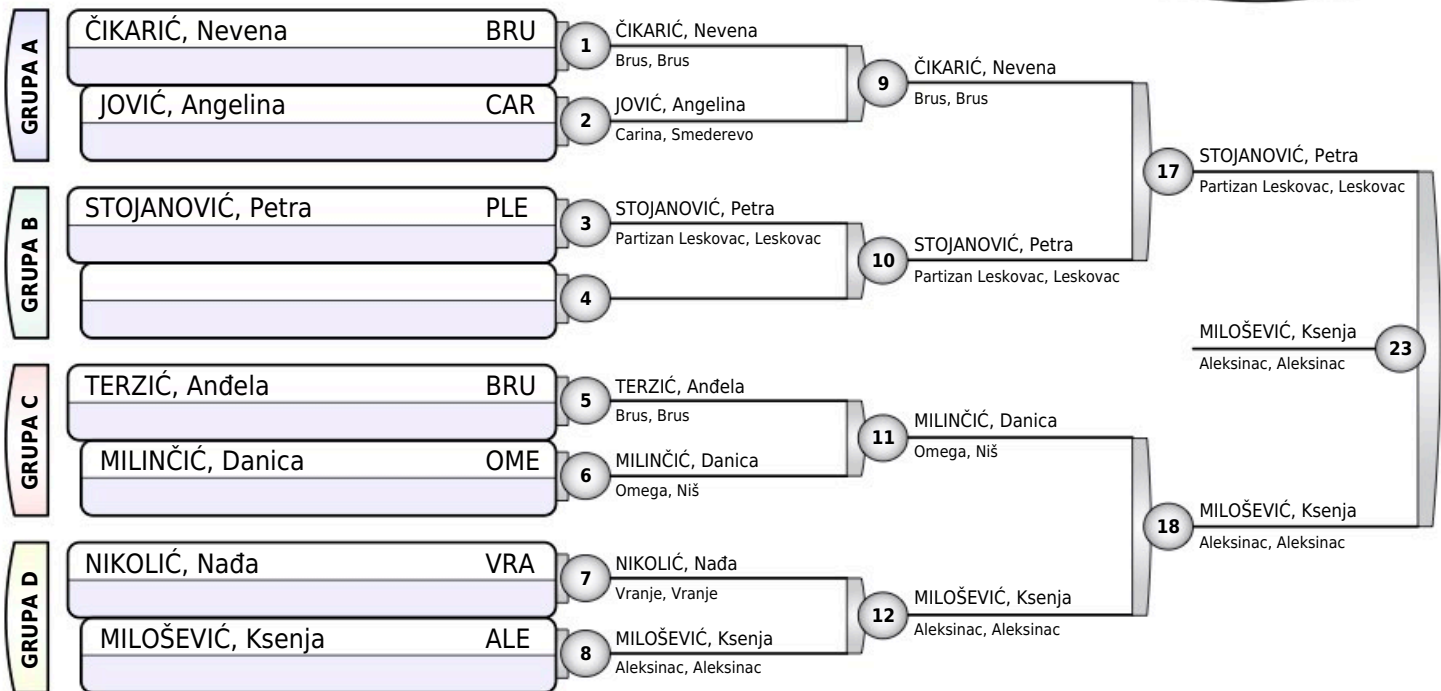 GRUPA A
ČIKARIĆ, Nevena BRU
JOVIĆ, Angelina CAR
1
ČIKARIĆ, Nevena
Brus, Brus
2
JOVIĆ, Angelina
Carina, Smederevo
9
ČIKARIĆ, Nevena
Brus, Brus
GRUPA B
STOJANOVIĆ, Petra PLE
3
STOJANOVIĆ, Petra
Partizan Leskovac, Leskovac
4
10
STOJANOVIĆ, Petra
Partizan Leskovac, Leskovac
17
STOJANOVIĆ, Petra
Partizan Leskovac, Leskovac
GRUPA C
TERZIĆ, Anđela BRU
MILINČIĆ, Danica OME
5
TERZIĆ, Anđela
Brus, Brus
6
MILINČIĆ, Danica
Omega, Niš
11
MILINČIĆ, Danica
Omega, Niš
GRUPA D
NIKOLIĆ, Nađa VRA
MILOŠEVIĆ, Ksenja ALE
7
NIKOLIĆ, Nađa
Vranje, Vranje
8
MILOŠEVIĆ, Ksenja
Aleksinac, Aleksinac
12
MILOŠEVIĆ, Ksenja
Aleksinac, Aleksinac
18
MILOŠEVIĆ, Ksenja
Aleksinac, Aleksinac
MILOŠEVIĆ, Ksenja
Aleksinac, Aleksinac
23